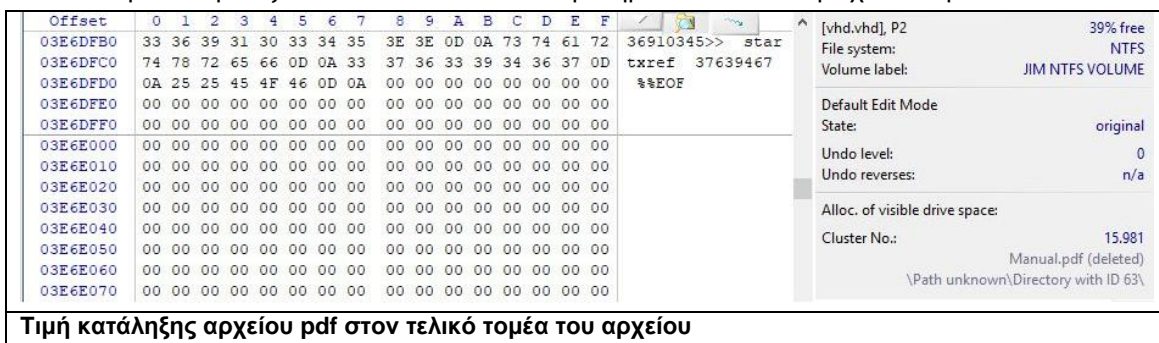 Offset 0 1 2 3 4 5 6 7 8 9 A B C D E F
03E6DFB0 33 36 39 31 30 33 34 35 3E 3E 0D 0A 73 74 61 72 36910345>> star
03E6DFC0 74 78 72 65 66 0D 0A 33 37 36 33 39 34 36 37 0D txref 37639467
03E6DFD0 0A 25 25 45 4F 46 0D 0A 00 00 00 00 00 00 00 00 %%EOF
03E6DFE0 00 00 00 00 00 00 00 00 00 00 00 00 00 00 00 00
03E6DFF0 00 00 00 00 00 00 00 00 00 00 00 00 00 00 00 00
03E6E000 00 00 00 00 00 00 00 00 00 00 00 00 00 00 00 00
03E6E010 00 00 00 00 00 00 00 00 00 00 00 00 00 00 00 00
03E6E020 00 00 00 00 00 00 00 00 00 00 00 00 00 00 00 00
03E6E030 00 00 00 00 00 00 00 00 00 00 00 00 00 00 00 00
03E6E040 00 00 00 00 00 00 00 00 00 00 00 00 00 00 00 00
03E6E050 00 00 00 00 00 00 00 00 00 00 00 00 00 00 00 00
03E6E060 00 00 00 00 00 00 00 00 00 00 00 00 00 00 00 00
03E6E070 00 00 00 00 00 00 00 00 00 00 00 00 00 00 00 00
[vhd.vhd], P2 39% free
File system: NTFS
Volume label: JIM NTFS VOLUME
Default Edit Mode
State: original
Undo level: 0
Undo reverses: n/a
Alloc. of visible drive space:
Cluster No.: 15.981
Manual.pdf (deleted)
\Path unknown\Directory with ID 63\
Τιμή κατάληξης αρχείου pdf στον τελικό τομέα του αρχείου